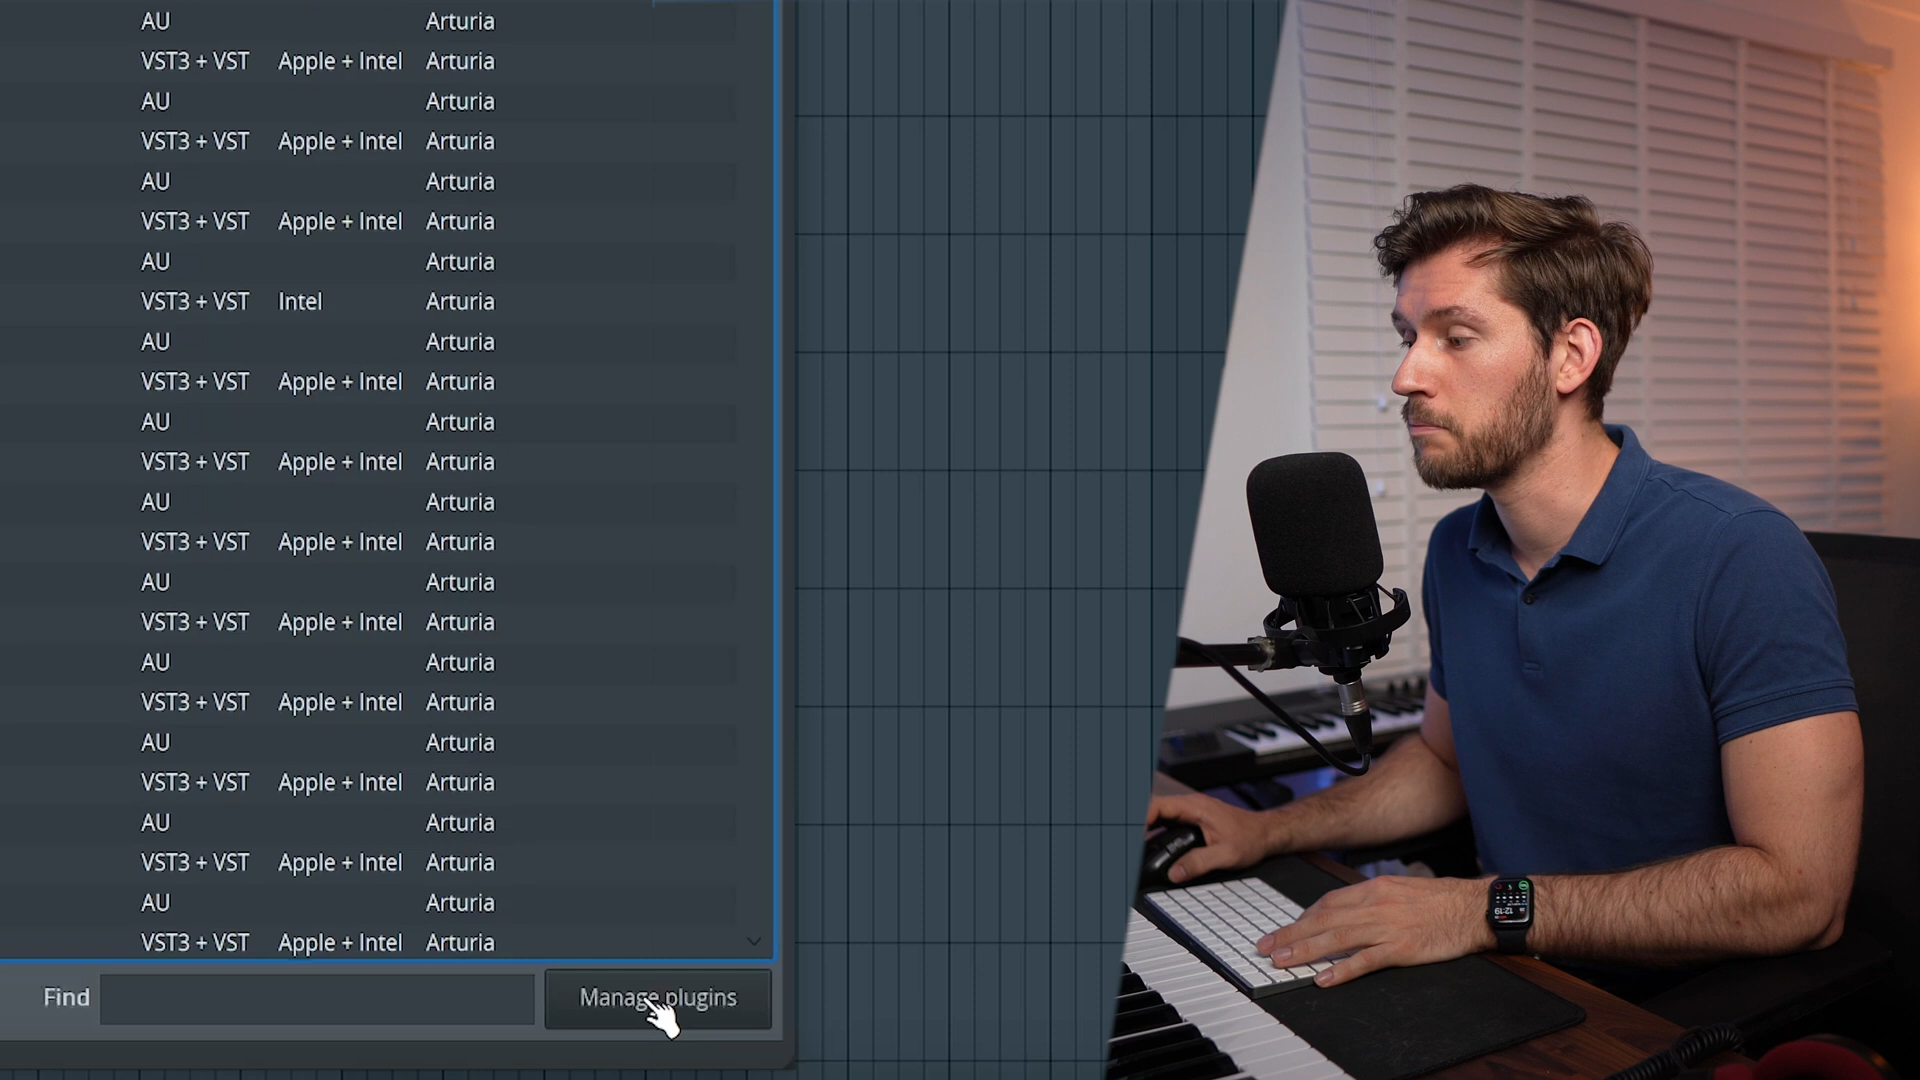 AU Arturia
VST3 + VST Apple + Intel Arturia
AU Arturia
VST3 + VST Apple + Intel Arturia
AU Arturia
VST3 + VST Apple + Intel Arturia
AU Arturia
VST3 + VST Intel Arturia
AU Arturia
VST3 + VST Apple + Intel Arturia
AU Arturia
VST3 + VST Apple + Intel Arturia
AU Arturia
VST3 + VST Apple + Intel Arturia
AU Arturia
VST3 + VST Apple + Intel Arturia
AU Arturia
VST3 + VST Apple + Intel Arturia
AU Arturia
VST3 + VST Apple + Intel Arturia
AU Arturia
VST3 + VST Apple + Intel Arturia
AU Arturia
VST3 + VST Apple + Intel Arturia
Find Manage plugins
12:19